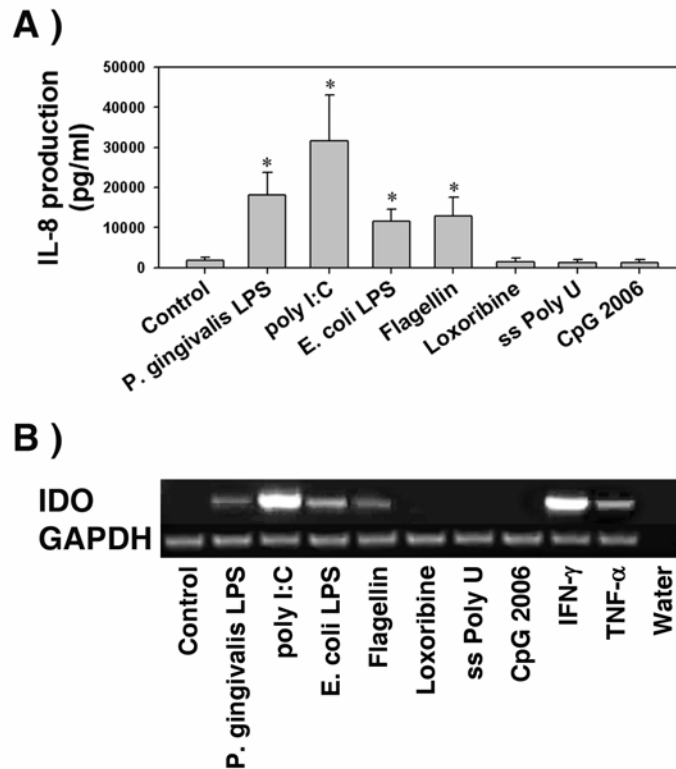 A )
IL-8 production
(pg/ml)
50000
40000
30000
20000
10000
0
* * * *
Control
P. gingivalis LPS
poly I:C
E. coli LPS
Flagellin
Loxoribine
ss Poly U
CpG 2006
B )
IDO
GAPDH
Control
P. gingivalis LPS
poly I:C
E. coli LPS
Flagellin
Loxoribine
ss Poly U
CpG 2006
IFN-γ
TNF-α
Water